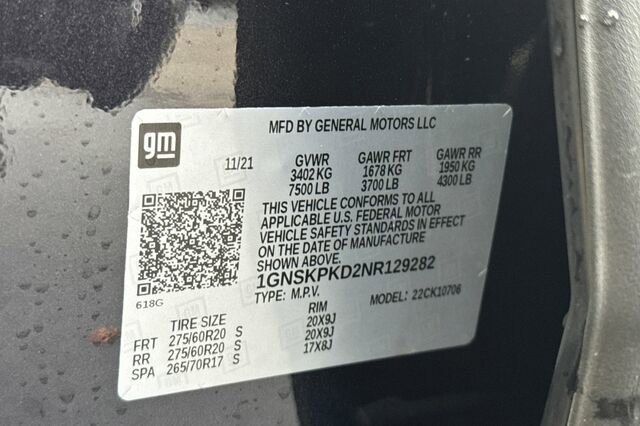 gm
MFD BY GENERAL MOTORS LLC
11/21 GVWR GAWR FRT GAWR RR
3402 KG 1678 KG 1950 KG
7500 LB 3700 LB 4300 LB
THIS VEHICLE CONFORMS TO ALL
APPLICABLE U.S. FEDERAL MOTOR
VEHICLE SAFETY STANDARDS IN EFFECT
ON THE DATE OF MANUFACTURE
1GNSKPKD2NR129282
TYPE: M.P.V. MODEL: 22CK10706
618G
TIRE SIZE RIM
FRT 275/60R20 S 20X9J
RR 275/60R20 S 20X9J
SPA 265/70R17 S 17X8J